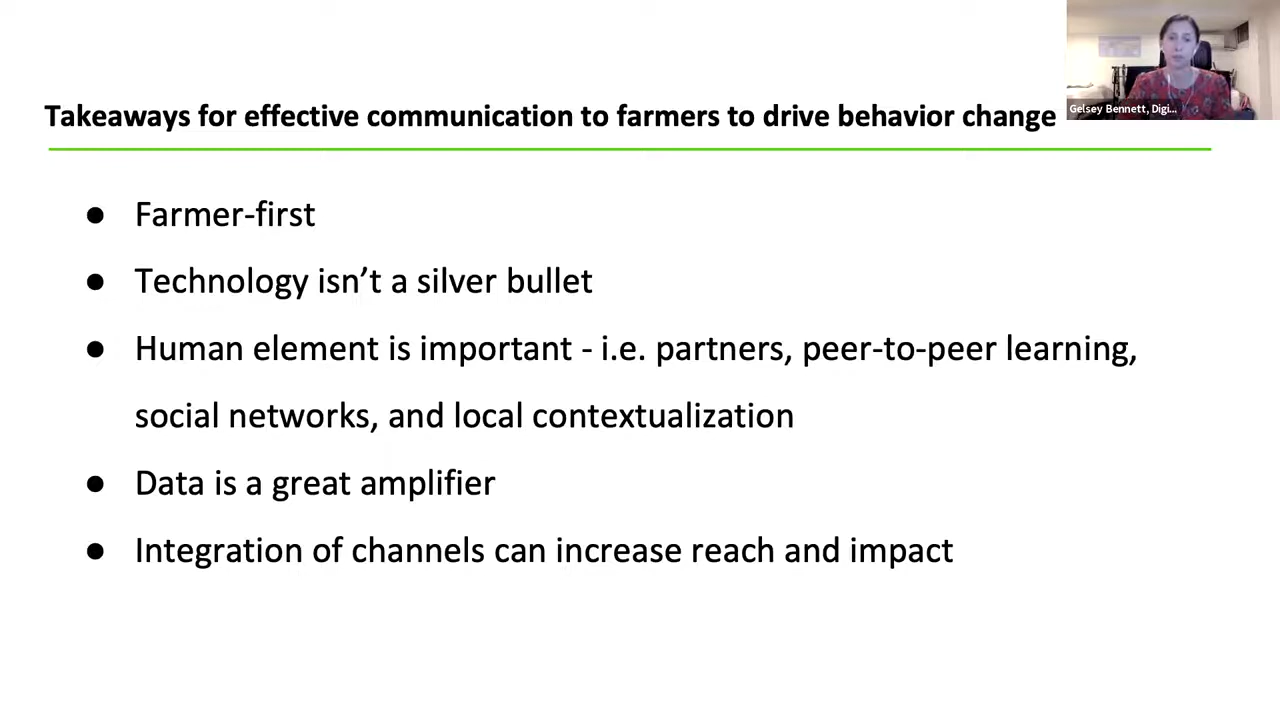 Takeaways for effective communication to farmers to drive behavior change
Gelsey Bennett, Digi...
● Farmer-first
● Technology isn’t a silver bullet
● Human element is important - i.e. partners, peer-to-peer learning,
social networks, and local contextualization
● Data is a great amplifier
● Integration of channels can increase reach and impact